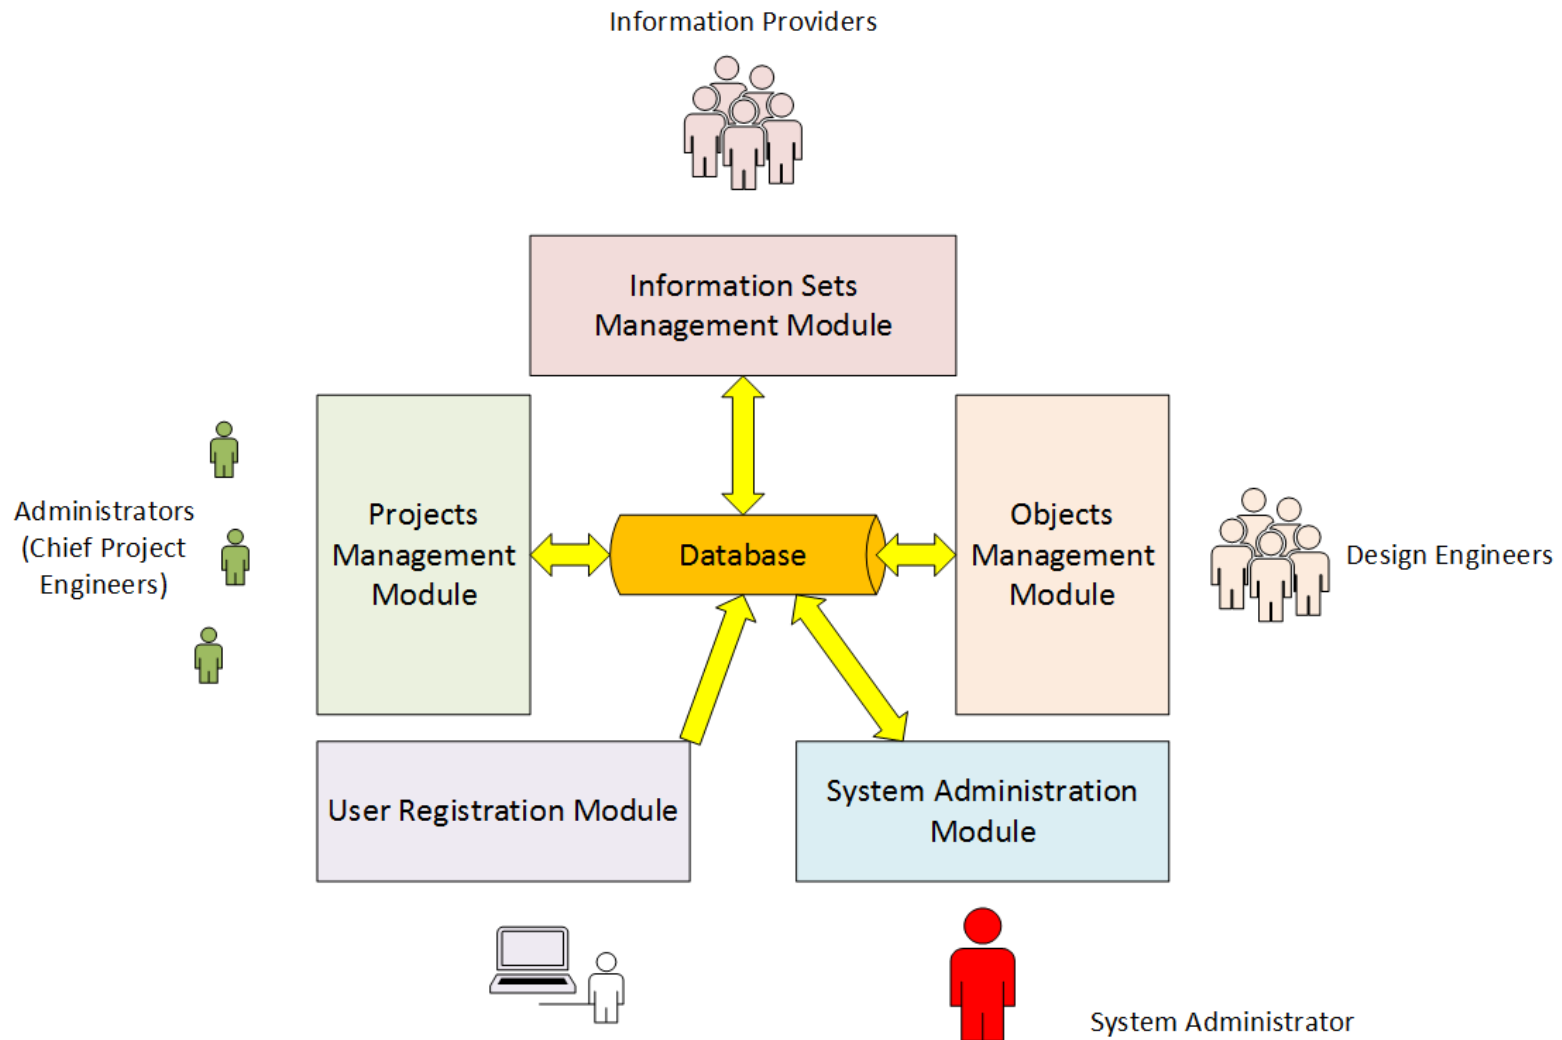 Information Providers
Information Sets
Management Module
Projects
Management
Module
Objects
Management
Module
Administrators
(Chief Project
Engineers)
Database
Design Engineers
User Registration Module
System Administration
Module
System Administrator